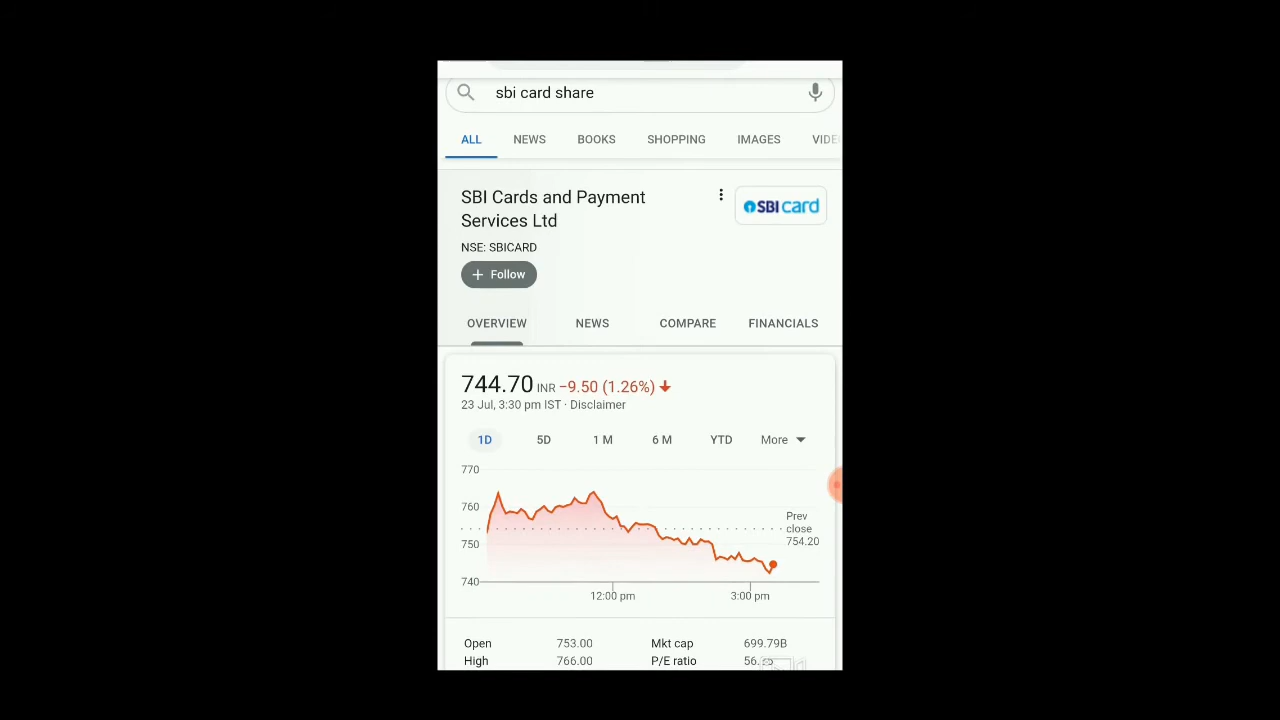 sbi card share
ALL NEWS BOOKS SHOPPING IMAGES
SBI Cards and Payment
Services Ltd
SBI card
NSE: SBICARD
+ Follow
OVERVIEW NEWS COMPARE FINANCIALS
744.70 INR −9.50 (1.26%)
23 Jul, 3:30 pm IST · Disclaimer
1D 5D 1 M 6 M YTD More
770
760
750
740
Prev
close
754.20
12:00 pm 3:00 pm
Open 753.00 Mkt cap 699.79B
High 766.00 P/E ratio